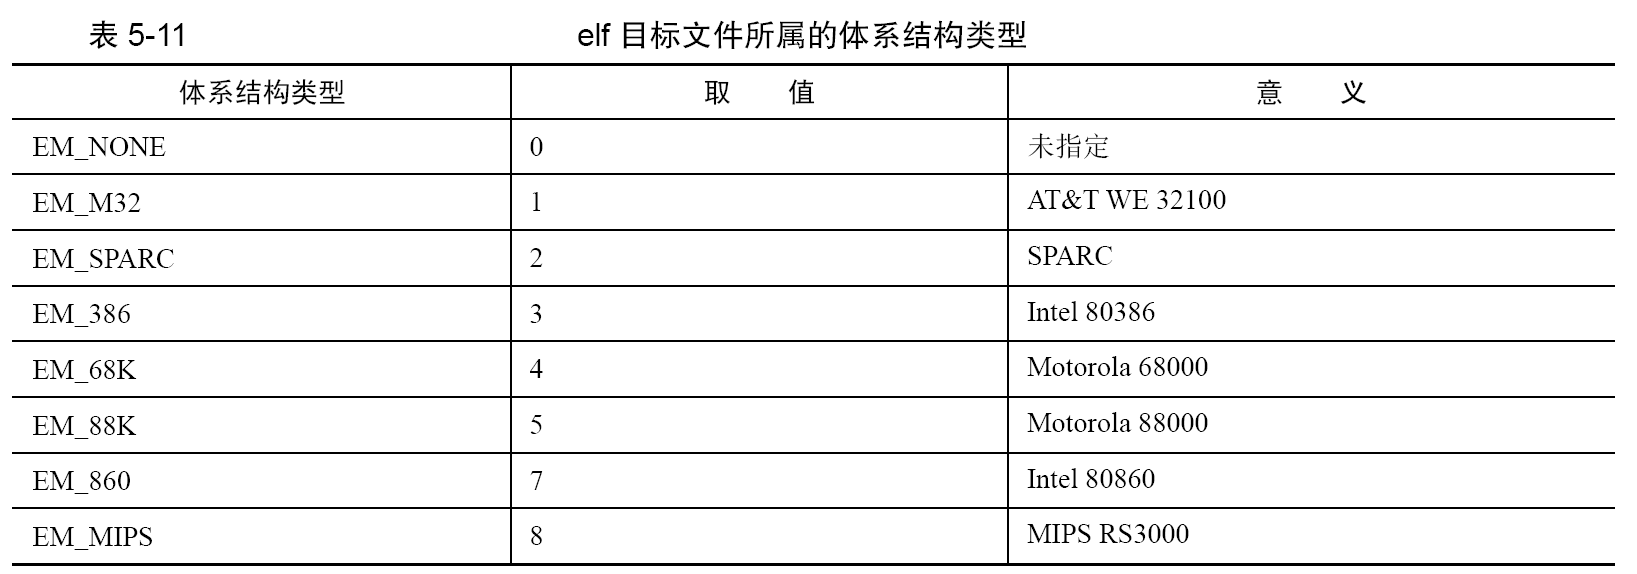 表 5-11 elf 目标文件所属的体系结构类型
体系结构类型 取 值 意 义
EM_NONE 0 未指定
EM_M32 1 AT&T WE 32100
EM_SPARC 2 SPARC
EM_386 3 Intel 80386
EM_68K 4 Motorola 68000
EM_88K 5 Motorola 88000
EM_860 7 Intel 80860
EM_MIPS 8 MIPS RS3000